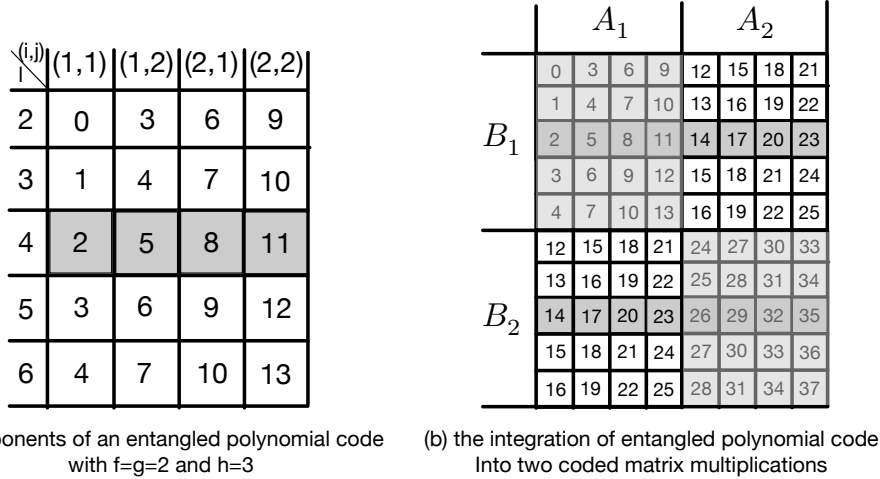 (i,j) (1,1) (1,2) (2,1) (2,2)
l
2 0 3 6 9
3 1 4 7 10
4 2 5 8 11
5 3 6 9 12
6 4 7 10 13
of an entangled polynomial code
with f=g=2 and h=3
A1 A2
0 3 6 9 12 15 18 21
1 4 7 10 13 16 19 22
B1 2 5 8 11 14 17 20 23
3 6 9 12 15 18 21 24
4 7 10 13 16 19 22 25
12 15 18 21 24 27 30 33
13 16 19 22 25 28 31 34
B2 14 17 20 23 26 29 32 35
15 18 21 24 27 30 33 36
16 19 22 25 28 31 34 37
(b) the integration of entangled polynomial code
Into two coded matrix multiplications